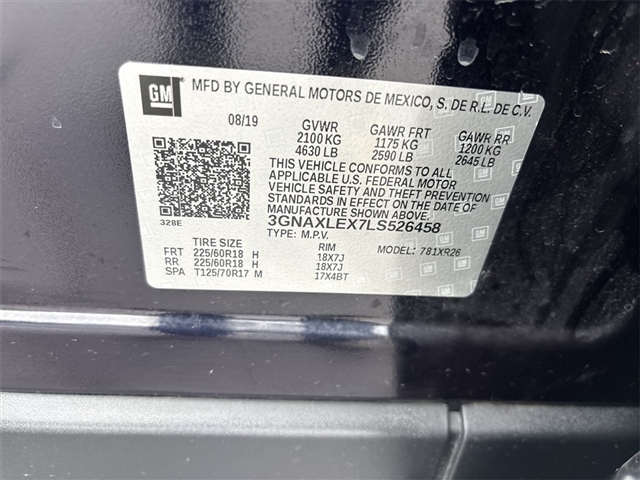 GM
MFD BY GENERAL MOTORS DE MEXICO, S. DE R.L. DE C.V.
08/19 GVWR GAWR FRT GAWR RR
2100 KG 1175 KG 1200 KG
4630 LB 2590 LB 2645 LB
THIS VEHICLE CONFORMS TO ALL
APPLICABLE U.S. FEDERAL MOTOR
VEHICLE SAFETY AND THEFT PREVENTION
STANDARDS IN EFFECT ON THE DATE OF
MANUFACTURE SHOWN ABOVE.
328E
3GNAXLEX7LS526458
TYPE: M.P.V. MODEL: 781XR26
TIRE SIZE RIM
FRT 225/60R18 H 18X7J
RR 225/60R18 H 18X7J
SPA T125/70R17 M 17X4BT